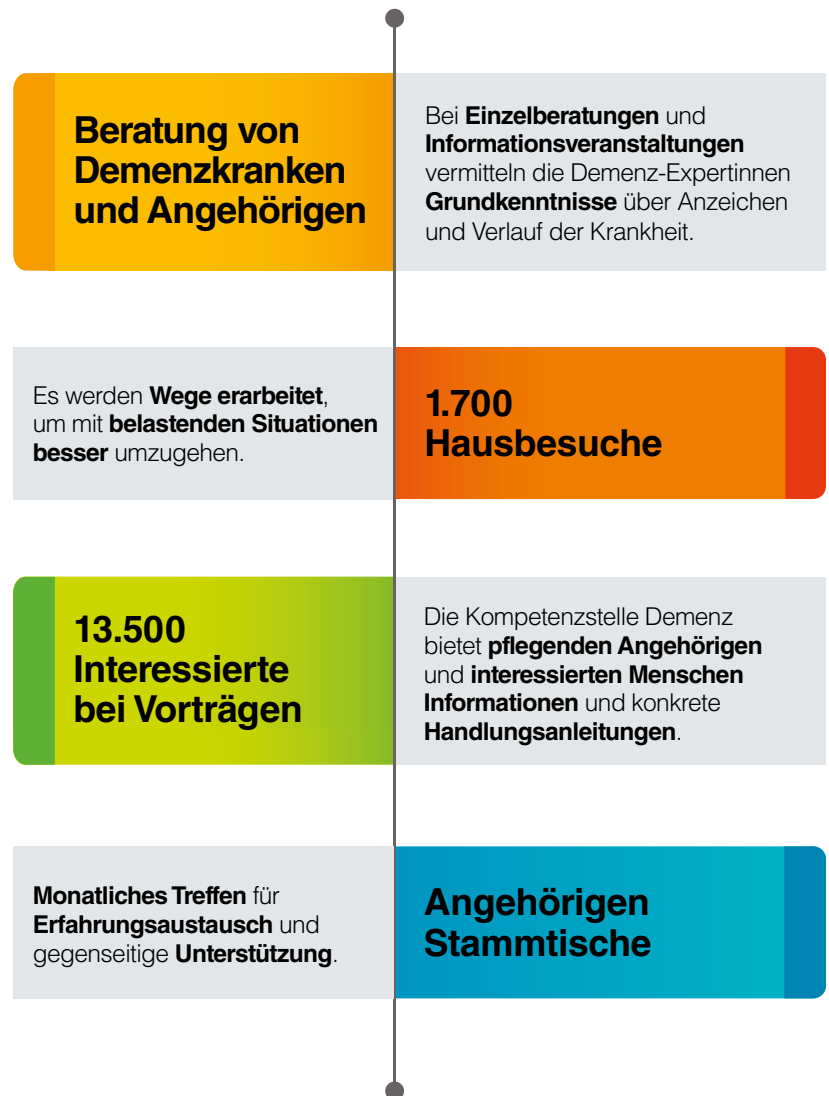 Beratung von
Demenzkranken
und Angehörigen
Bei Einzelberatungen und
Informationsveranstaltungen
vermitteln die Demenz-Expertinnen
Grundkenntnisse über Anzeichen
und Verlauf der Krankheit.
Es werden Wege erarbeitet,
um mit belastenden Situationen
besser umzugehen.
1.700
Hausbesuche
13.500
Interessierte
bei Vorträgen
Die Kompetenzstelle Demenz
bietet pflegenden Angehörigen
und interessierten Menschen
Informationen und konkrete
Handlungsanleitungen.
Monatliches Treffen für
Erfahrungsaustausch und
gegenseitige Unterstützung.
Angehörigen
Stammtische